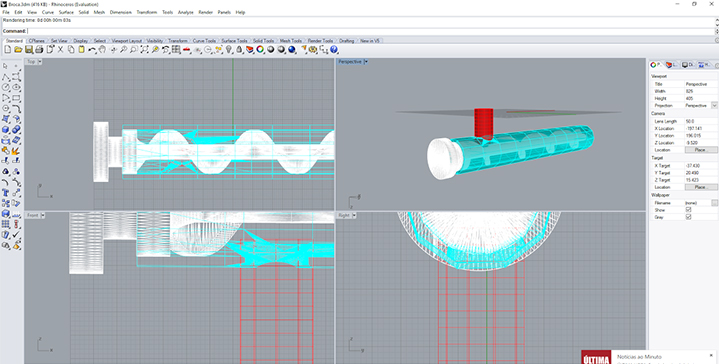 Broca.3dm (416 KB) - Rhinoceros (Evaluation)
File Edit View Curve Surface Solid Mesh Dimension Transform Tools Analyze Render Panels Help
Rendering time: 0d:00h:00m:03s
Command:
Standard CPlanes Set View Display Select Viewport Layout Visibility Transform Curve Tools Surface Tools Solid Tools Mesh Tools Render Tools Drafting New in V5
Top
Perspective
Front
Right
Viewport
Title Perspective
Width 829
Height 405
Projection Perspective
Camera
Lens Length 50.0
X Location -187.141
Y Location 196.015
Z Location -8.520
Location Place...
Target
X Target -37.430
Y Target 20.490
Z Target 15.423
Location Place...
Wallpaper
Filename (none)
Show
Gray
ÚLTIMA
Notícias ao Minuto